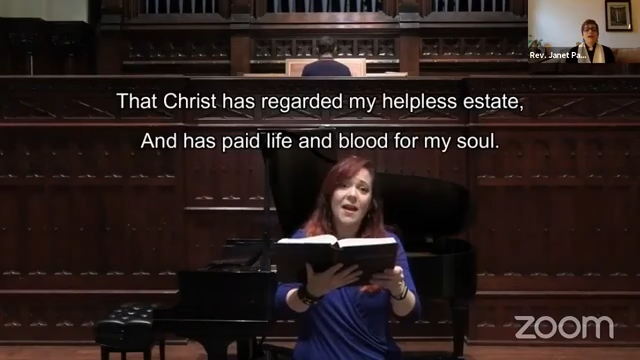 Rev. Janet Pa...
That Christ has regarded my helpless estate,
And has paid life and blood for my soul.
zoom